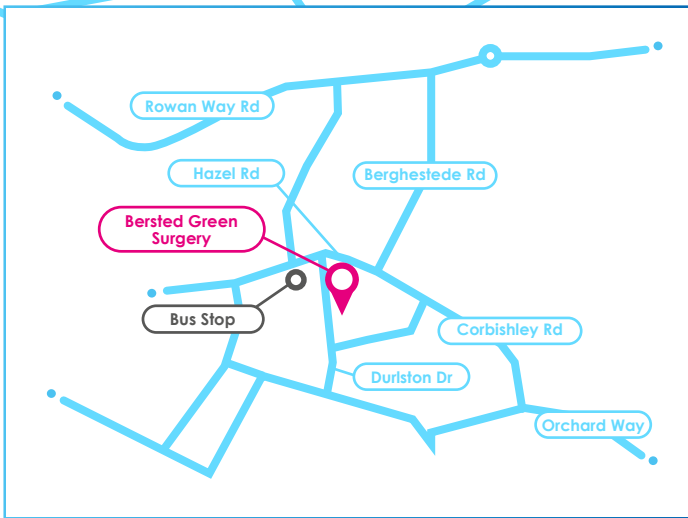 Rowan Way Rd
Hazel Rd
Berghestede Rd
Bersted Green
Surgery
Bus Stop
Corbishley Rd
Durlston Dr
Orchard Way